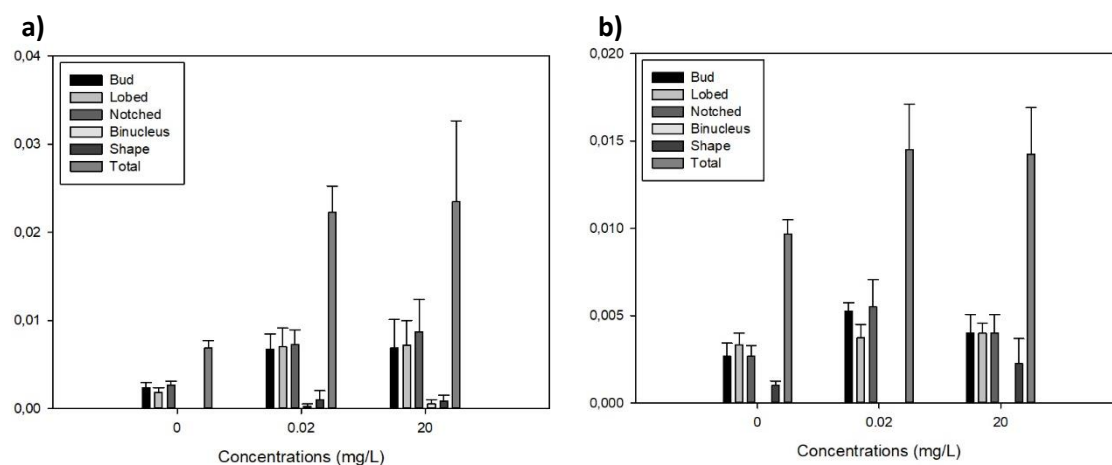 a)
0,04
0,03
0,02
0,01
0,00
Bud
Lobed
Notched
Binucleus
Shape
Total
0
0.02
20
Concentrations (mg/L)
b)
0,020
0,015
0,010
0,005
0,000
Bud
Lobed
Notched
Binucleus
Shape
Total
0
0.02
20
Concentrations (mg/L)